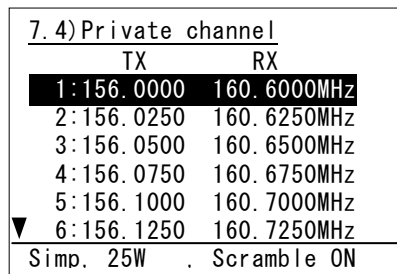 7.4)Private channel
TX RX
1:156.0000 160.6000MHz
2:156.0250 160.6250MHz
3:156.0500 160.6500MHz
4:156.0750 160.6750MHz
5:156.1000 160.7000MHz
▼ 6:156.1250 160.7250MHz
Simp, 25W , Scramble ON